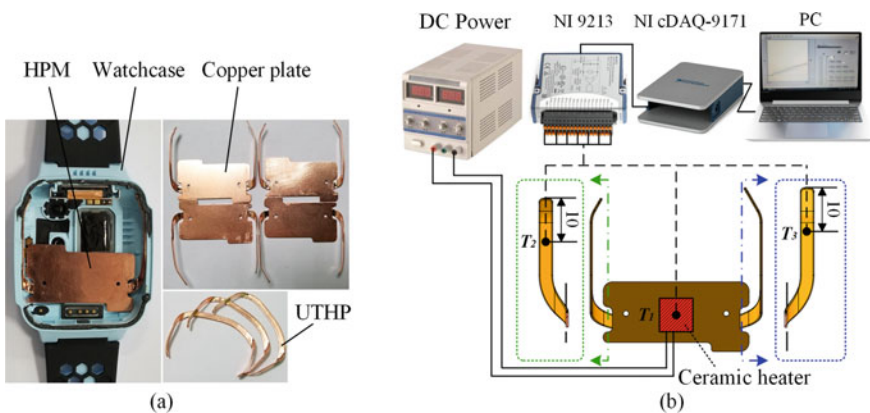 HPM
Watchcase
Copper plate
UTHP
(a)
DC Power
NI 9213
NI cDAQ-9171
PC
10
T2
10
T3
T1
Ceramic heater
(b)